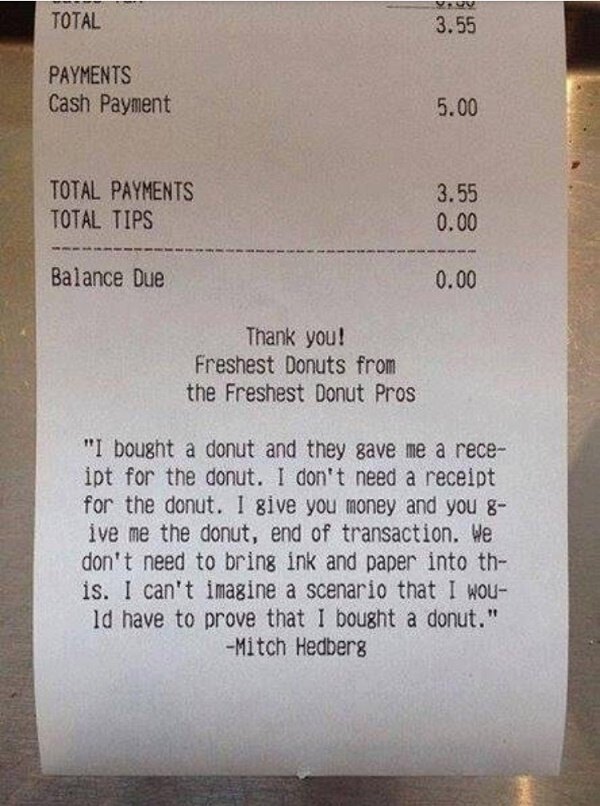 TOTAL 3.55
PAYMENTS
Cash Payment 5.00
TOTAL PAYMENTS 3.55
TOTAL TIPS 0.00
Balance Due 0.00
Thank you!
Freshest Donuts from
the Freshest Donut Pros
"I bought a donut and they gave me a rece-
ipt for the donut. I don't need a receipt
for the donut. I give you money and you g-
ive me the donut, end of transaction. We
don't need to bring ink and paper into th-
is. I can't imagine a scenario that I wou-
ld have to prove that I bought a donut."
-Mitch Hedberg